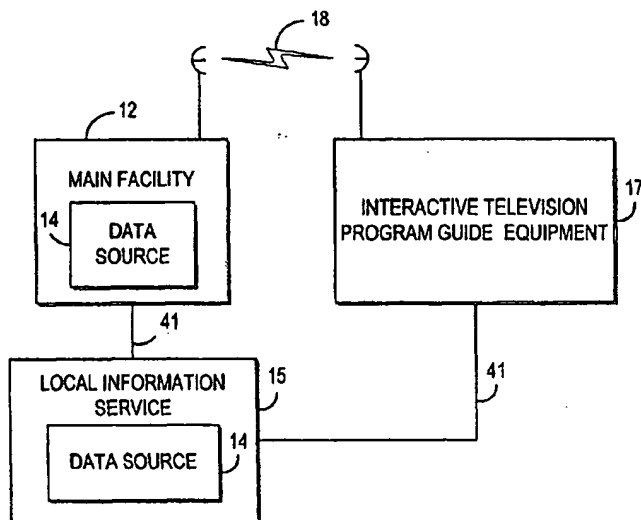 18
12
MAIN FACILITY
14
DATA
SOURCE
INTERACTIVE TELEVISION
PROGRAM GUIDE EQUIPMENT
17
41
LOCAL INFORMATION
SERVICE
15
41
DATA SOURCE
14